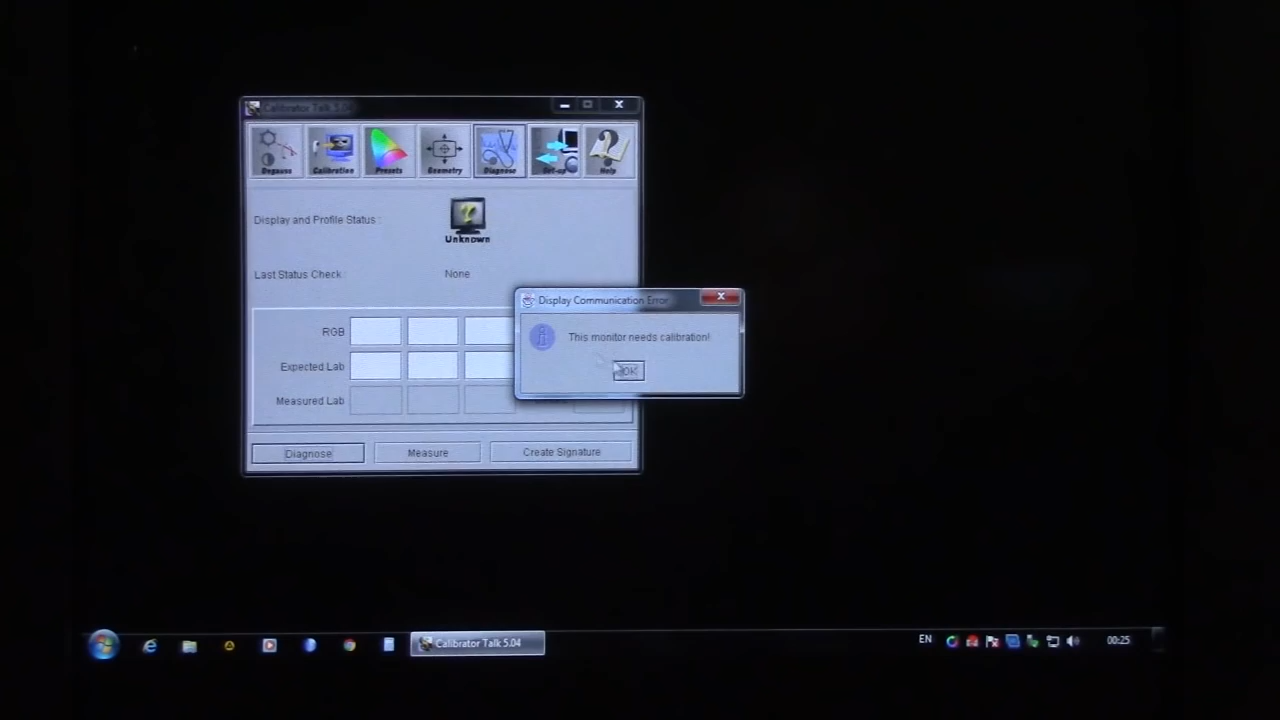 Calibrator Talk 5.04
Degauss
Calibration
Presets
Geometry
Diagnose
Set-up
Help
Display and Profile Status :
Unknown
Last Status Check :
None
Display Communication Error
This monitor needs calibration!
OK
RGB
Expected Lab
Measured Lab
Diagnose
Measure
Create Signature
Calibrator Talk 5.04
EN
00:25